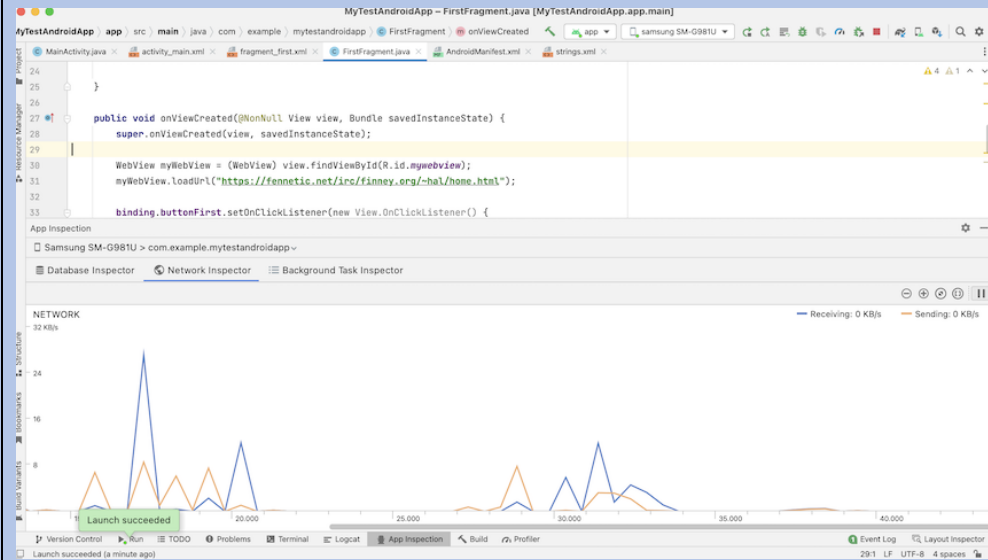 MyTestAndroidApp – FirstFragment.java [MyTestAndroidApp.app.main]
MyTestAndroidApp app src main java com example mytestandroidapp FirstFragment onViewCreated app samsung SM-G981U
MainActivity.java activity_main.xml fragment_first.xml FirstFragment.java AndroidManifest.xml strings.xml
Project
Resource Manager
24
4 1
25 }
26
27 public void onViewCreated(@NonNull View view, Bundle savedInstanceState) {
28 super.onViewCreated(view, savedInstanceState);
29
30 WebView myWebView = (WebView) view.findViewById(R.id.mywebview);
31 myWebView.loadUrl("https://fennetic.net/irc/finney.org/~hal/home.html");
32
33 binding.buttonFirst.setOnClickListener(new View.OnClickListener() {
App Inspection
Samsung SM-G981U > com.example.mytestandroidapp
Database Inspector Network Inspector Background Task Inspector
NETWORK
Receiving: 0 KB/s Sending: 0 KB/s
32 KB/s
24
16
8
Structure
Bookmarks
Build Variants
20.000 25.000 30.000 35.000 40.000
Launch succeeded
Version Control Run TODO Problems Terminal Logcat App Inspection Build Profiler Event Log Layout Inspector
Launch succeeded (a minute ago) 29:1 LF UTF-8 4 spaces